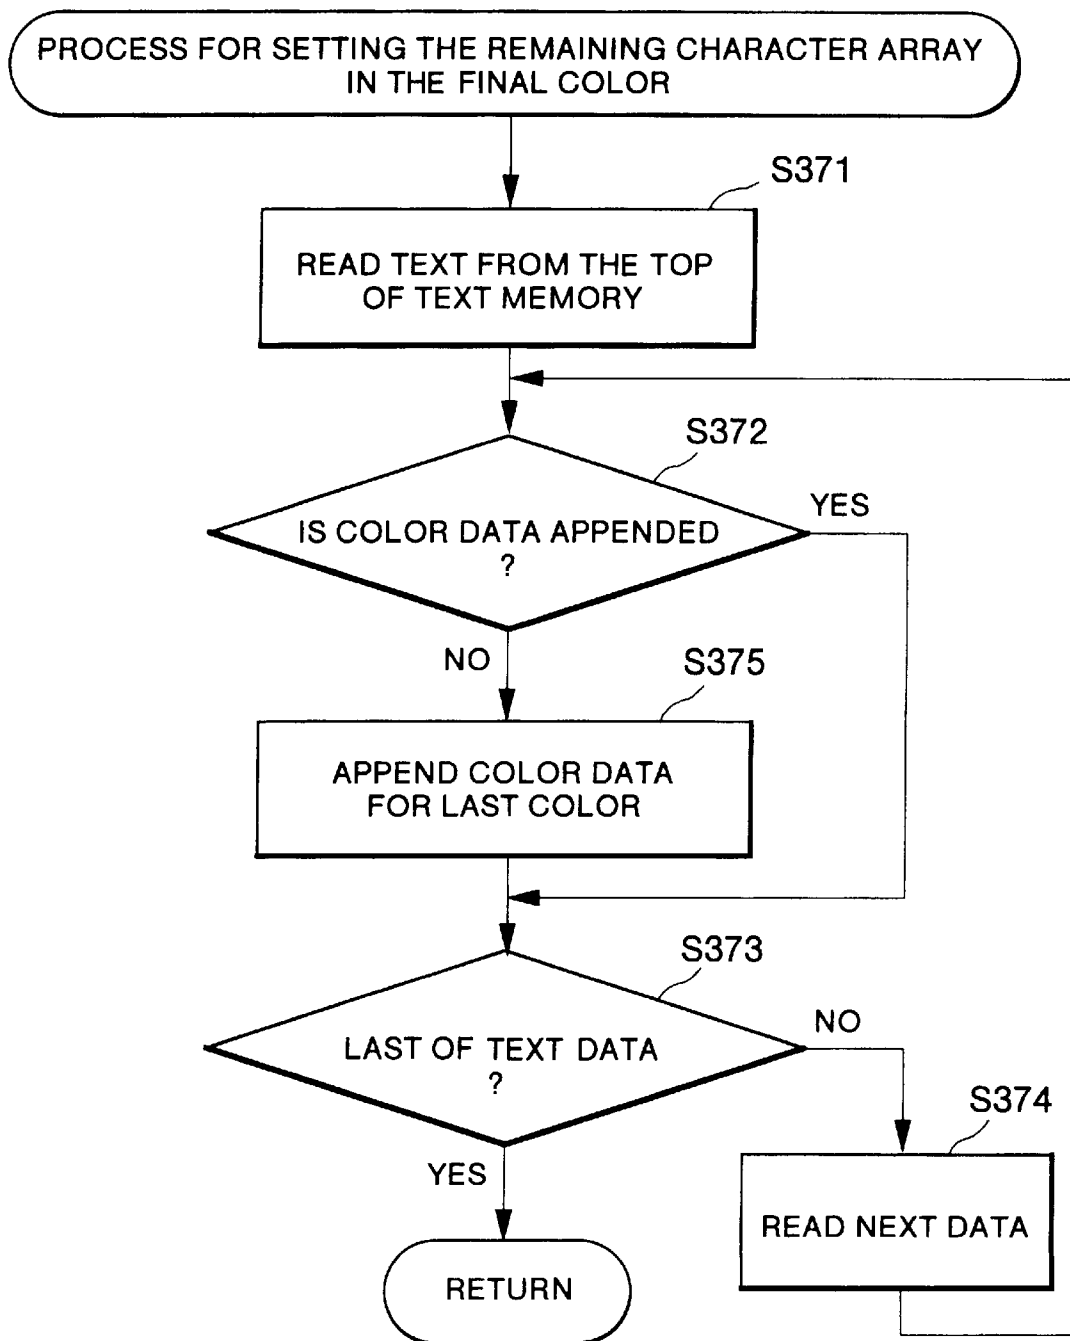 PROCESS FOR SETTING THE REMAINING CHARACTER ARRAY
IN THE FINAL COLOR
S371
READ TEXT FROM THE TOP
OF TEXT MEMORY
S372
YES
IS COLOR DATA APPENDED
?
NO
S375
APPEND COLOR DATA
FOR LAST COLOR
S373
NO
LAST OF TEXT DATA
?
S374
YES
READ NEXT DATA
RETURN